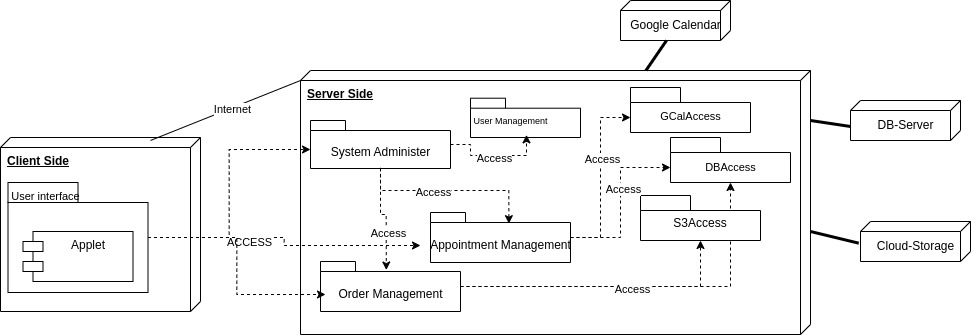 Google Calendar
Internet
Server Side
User Management
GCalAccess
DB-Server
System Administer
Access
Access
DBAccess
Client Side
User interface
Access
Access
S3Access
Applet
Access
ACCESS
Appointment Management
Cloud-Storage
Order Management
Access